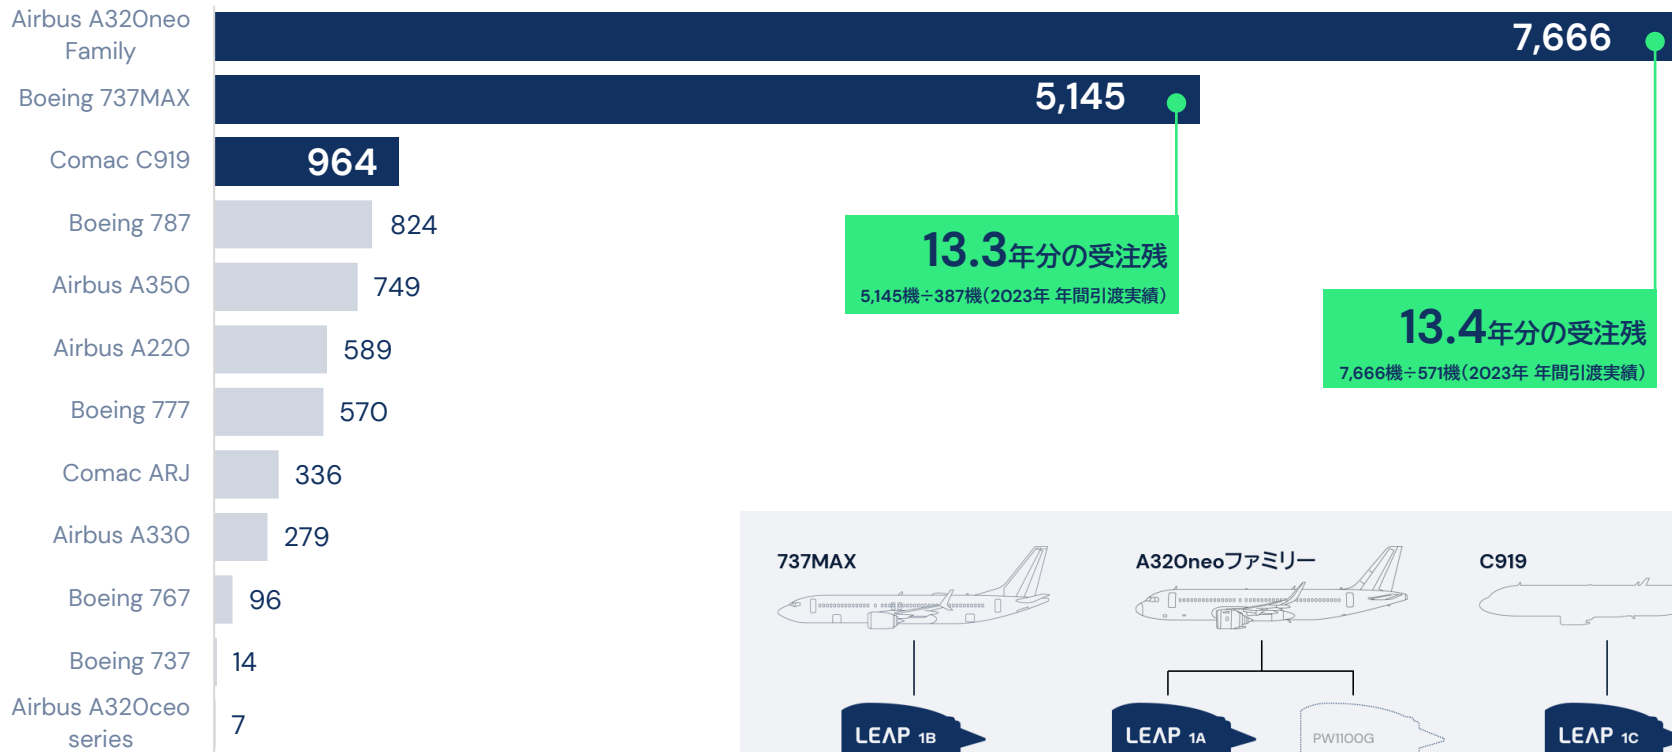 Airbus A320neo
Family
7,666
Boeing 737MAX
5,145
Comac C919
964
Boeing 787
824
13.3年分の受注残
5,145機÷387機(2023年 年間引渡実績)
Airbus A350
749
13.4年分の受注残
7,666機÷571機(2023年 年間引渡実績)
Airbus A220
589
Boeing 777
570
Comac ARJ
336
Airbus A330
279
Boeing 767
96
Boeing 737
14
Airbus A320ceo
series
7
737MAX
A320neoファミリー
C919
LEAP 1B
LEAP 1A
PW1100G
LEAP 1C